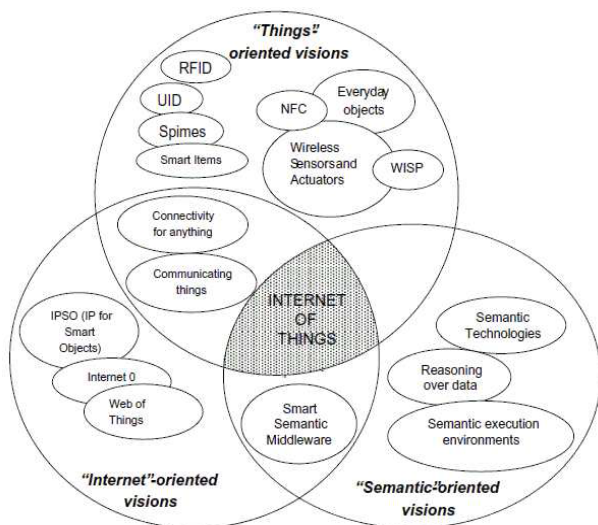 “Things”-
oriented visions
RFID
UID
Spimes
Smart Items
NFC
Everyday
objects
Wireless
Sensors and
Actuators
WISP
Connectivity
for anything
Communicating
things
INTERNET
OF
THINGS
IPSO (IP for
Smart
Objects)
Internet 0
Web of
Things
Semantic
Technologies
Reasoning
over data
Semantic execution
environments
Smart
Semantic
Middleware
“Internet”-oriented
visions
“Semantic”-oriented
visions